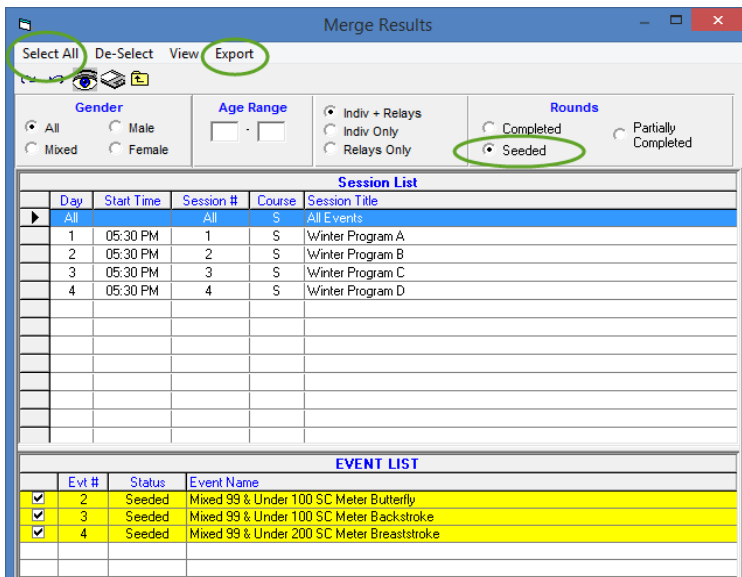 Merge Results
Select All De-Select View Export
Gender Age Range Rounds
All Male - Indiv + Relays Completed Partially Completed
Mixed Female Indiv Only Seeded
Relays Only
Session List
Day Start Time Session # Course Session Title
All All S All Events
1 05:30 PM 1 S Winter Program A
2 05:30 PM 2 S Winter Program B
3 05:30 PM 3 S Winter Program C
4 05:30 PM 4 S Winter Program D
EVENT LIST
Evt # Status Event Name
2 Seeded Mixed 99 & Under 100 SC Meter Butterfly
3 Seeded Mixed 99 & Under 100 SC Meter Backstroke
4 Seeded Mixed 99 & Under 200 SC Meter Breaststroke